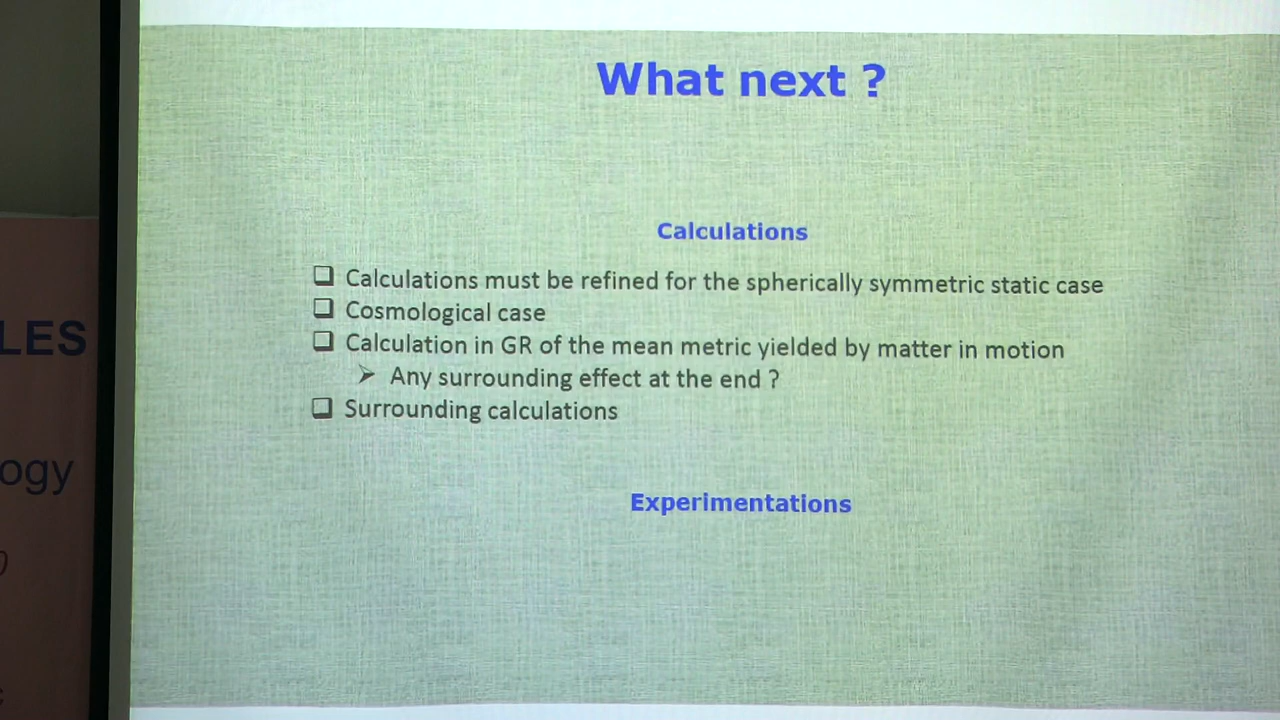 What next ?
Calculations
Calculations must be refined for the spherically symmetric static case
Cosmological case
Calculation in GR of the mean metric yielded by matter in motion
Any surrounding effect at the end ?
Surrounding calculations
Experimentations
LES
ogy